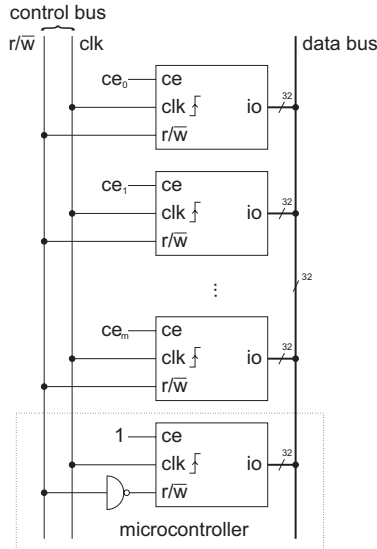 control bus
r/w̅ clk data bus
ce₀ ce
clk io 32
r/w̅
ce₁ ce
clk io 32
r/w̅
⋮ 32
ceₘ ce
clk io 32
r/w̅
1 ce
clk io 32
r/w̅
microcontroller